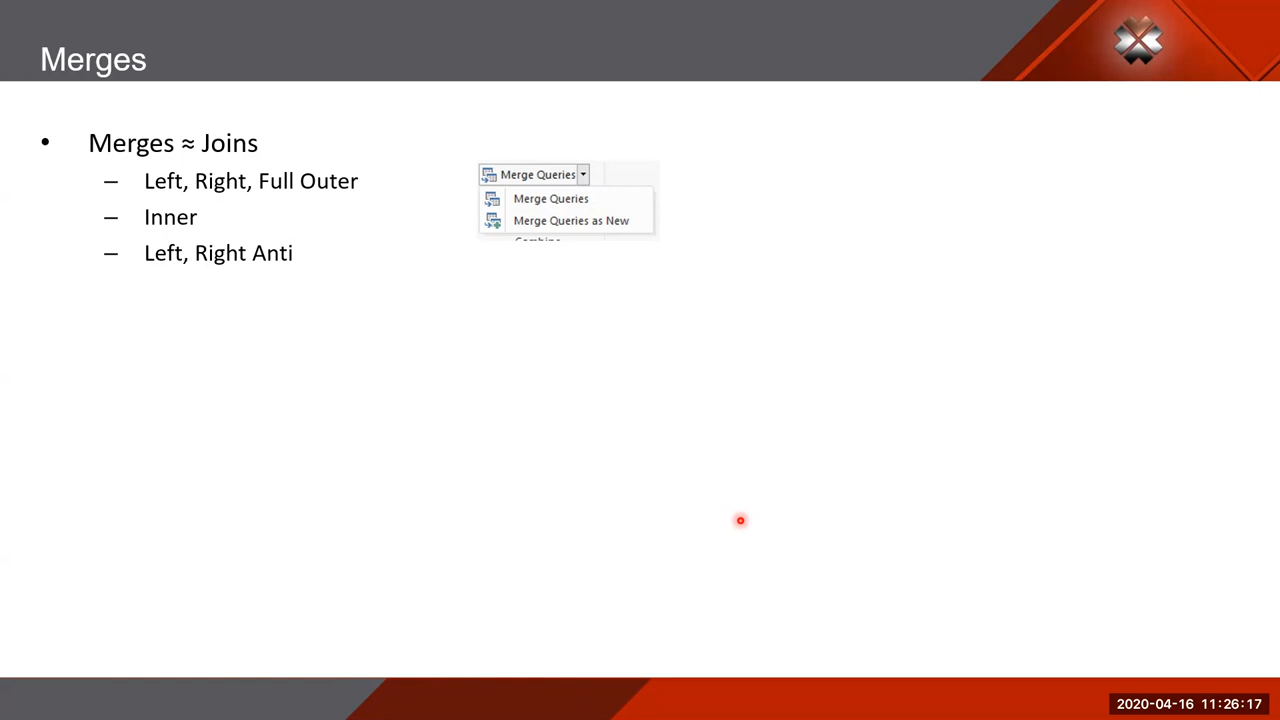 Merges
• Merges ≈ Joins
– Left, Right, Full Outer
– Inner
– Left, Right Anti
Merge Queries
Merge Queries
Merge Queries as New
Combine
2020-04-16 11:26:17